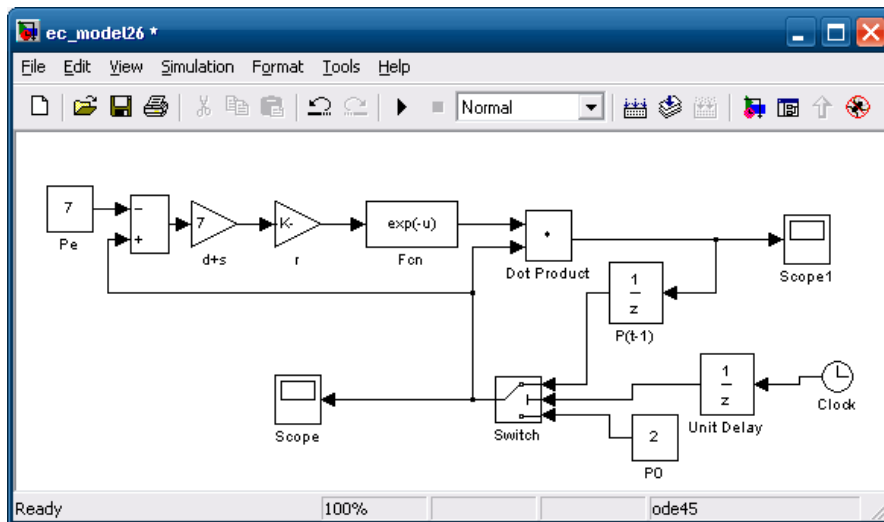 ec_model26 *
File Edit View Simulation Format Tools Help
Normal
7
Pe
−
+
7
d+s
K-
r
exp(-u)
Fcn
Dot Product
Scope1
1
z
P(t-1)
Scope
Switch
1
z
Unit Delay
Clock
2
P0
Ready 100% ode45